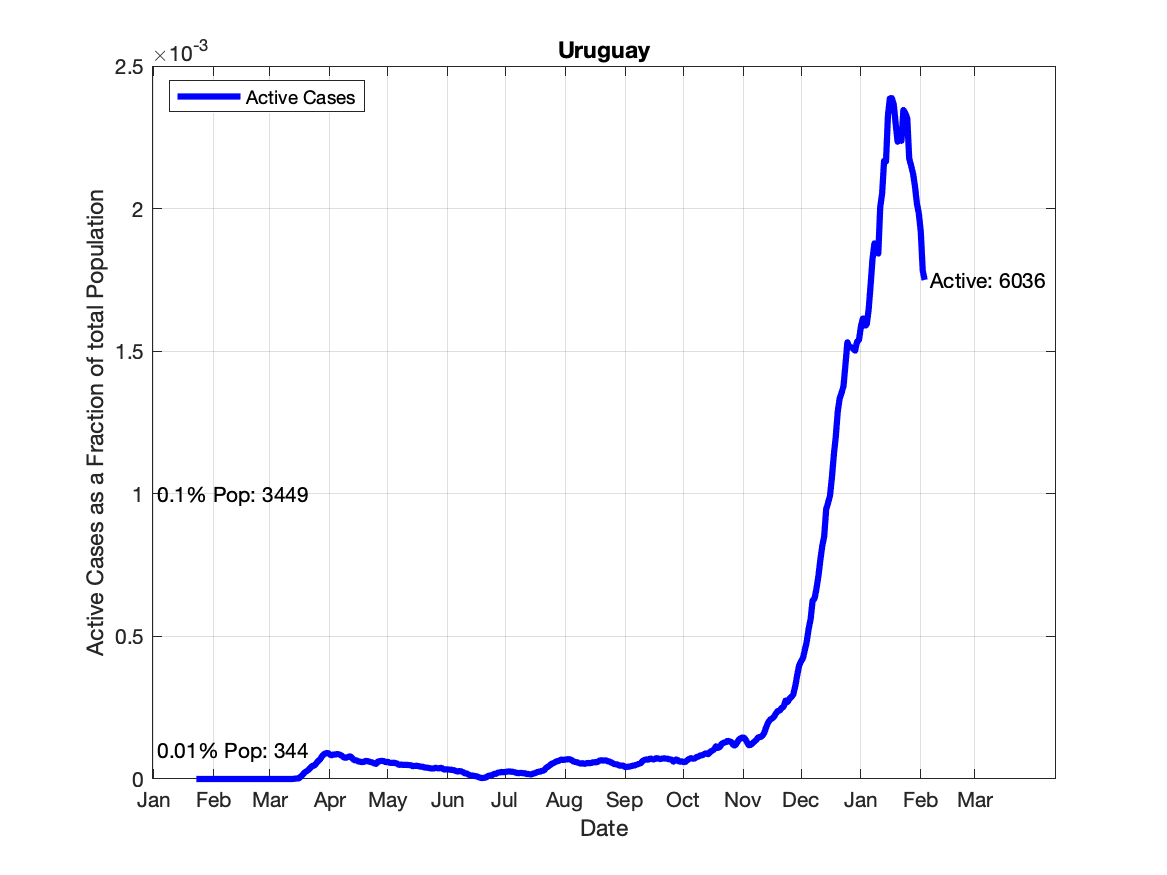 Uruguay
×10⁻³
Active Cases
2.5
2
1.5
1
0.5
0
Active Cases as a Fraction of total Population
Active: 6036
0.1% Pop: 3449
0.01% Pop: 344
Jan Feb Mar Apr May Jun Jul Aug Sep Oct Nov Dec Jan Feb Mar
Date